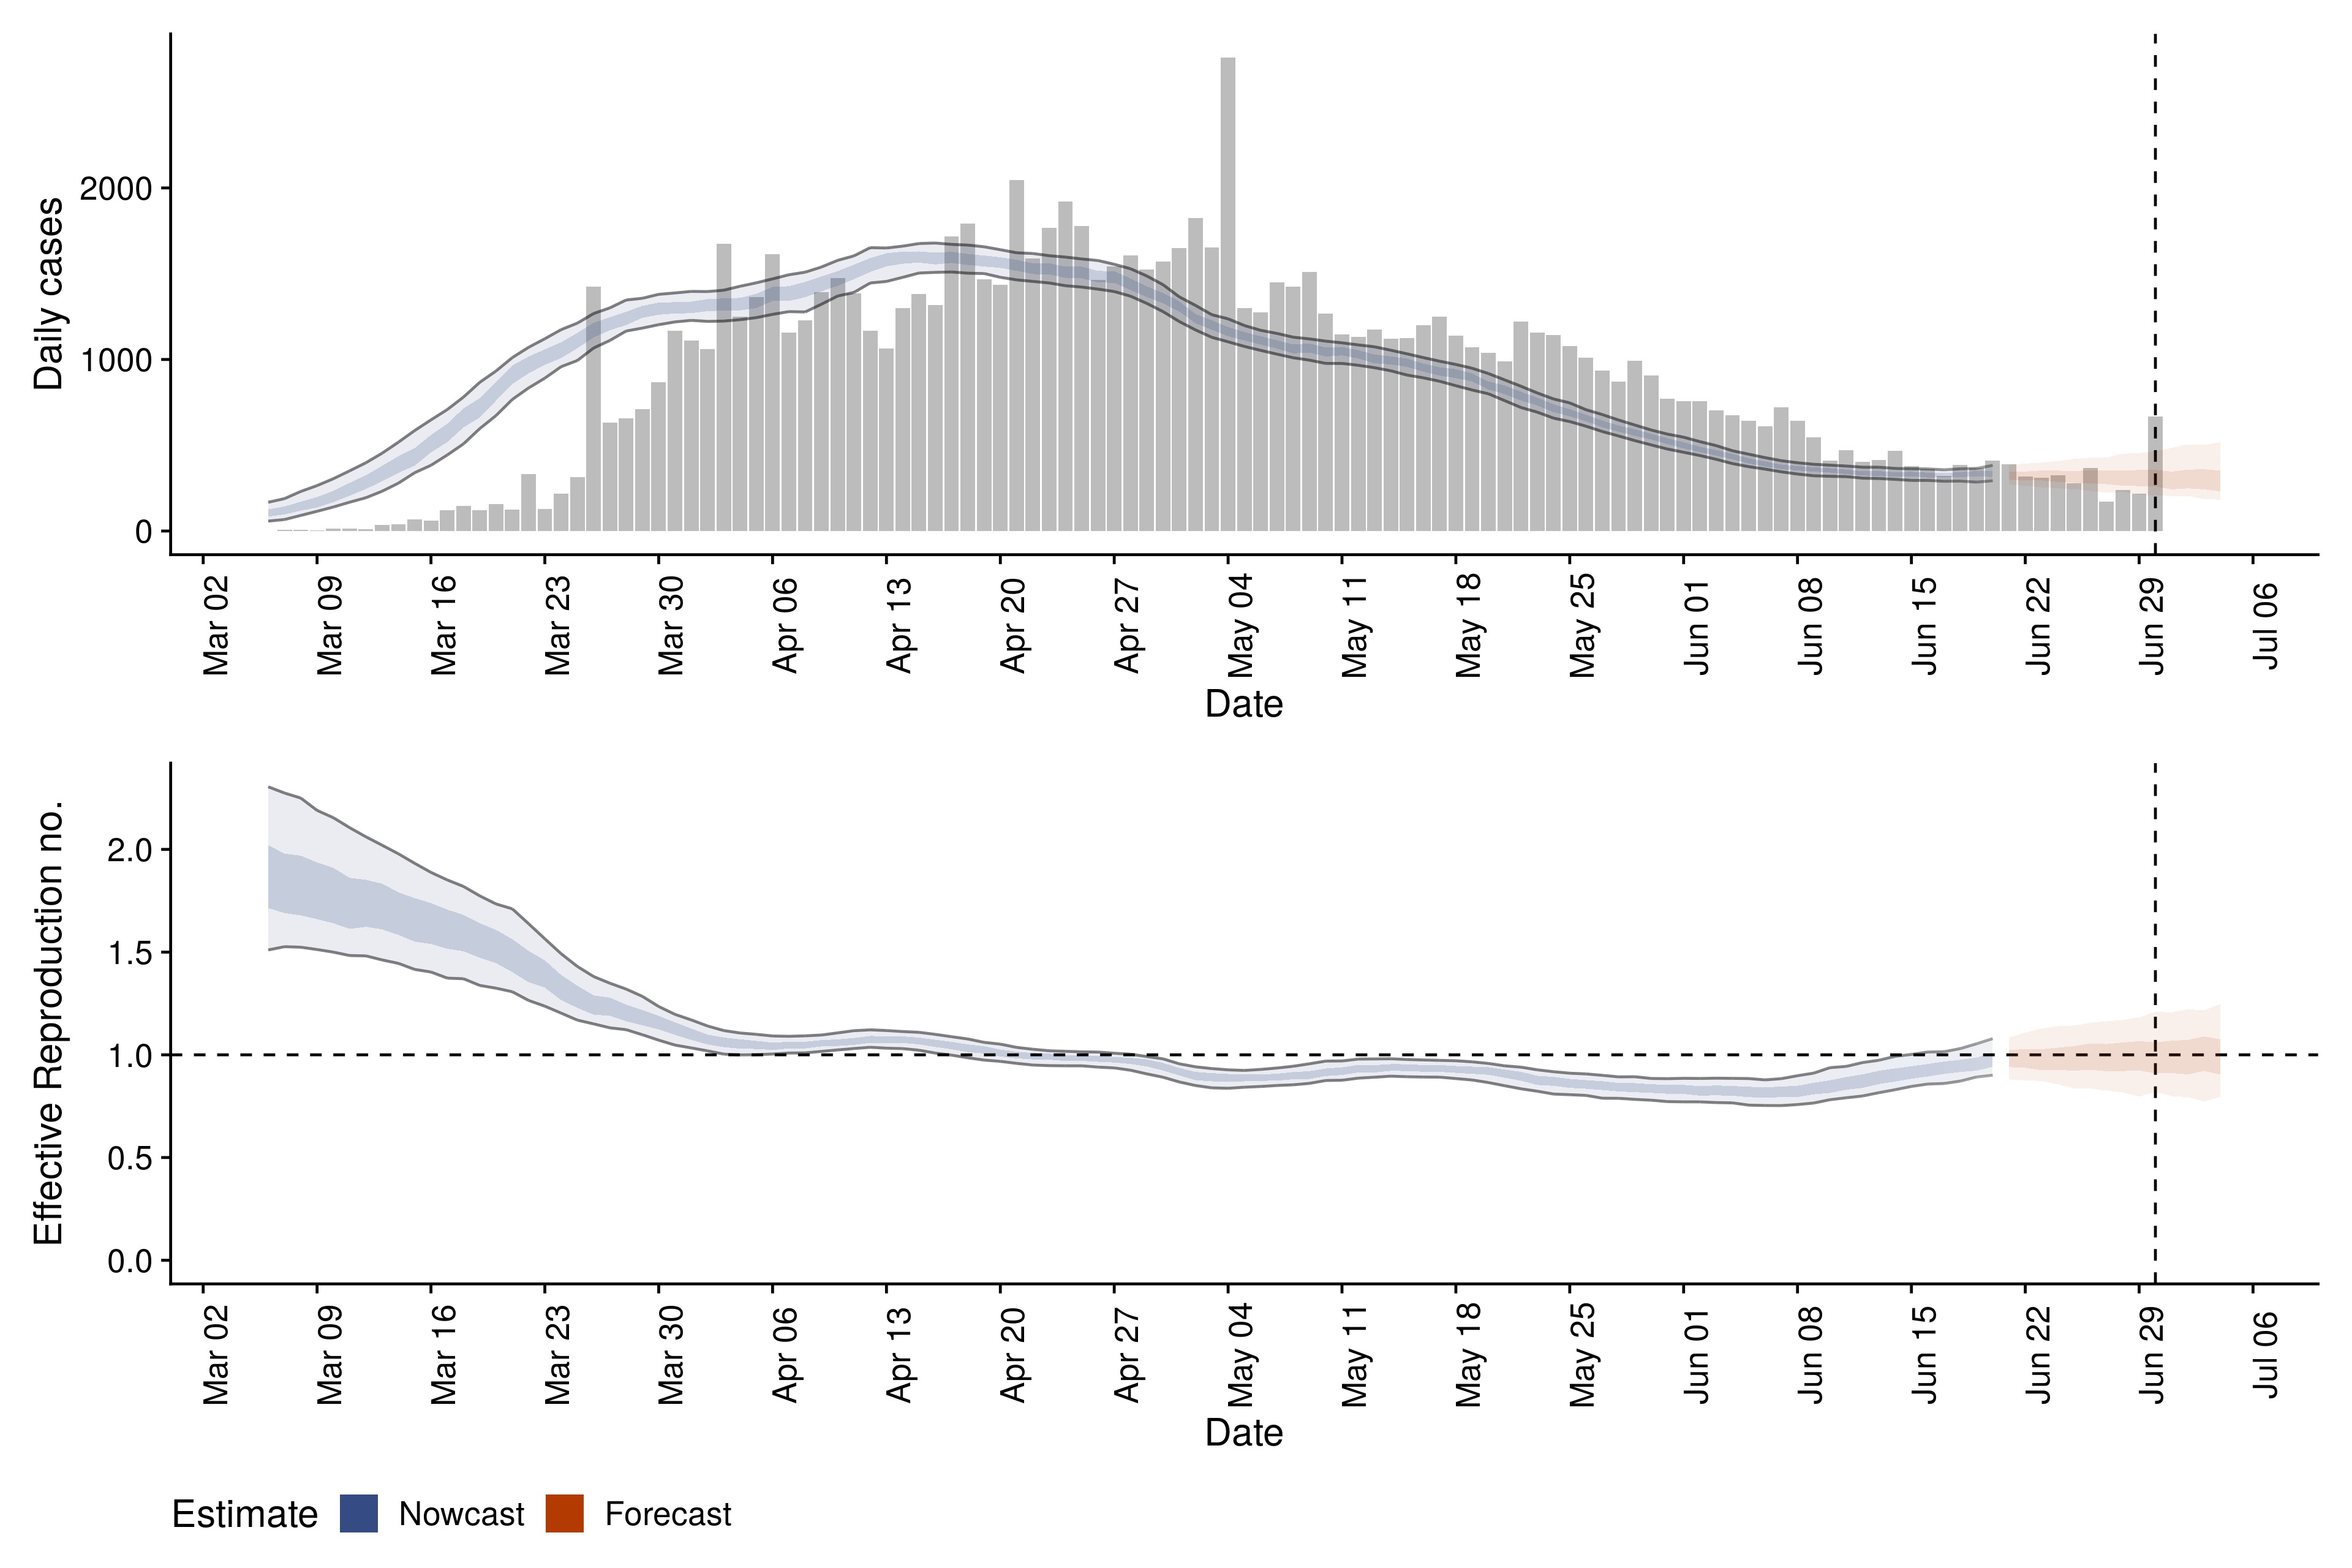 Daily cases
2000
1000
0
Mar 02
Mar 09
Mar 16
Mar 23
Mar 30
Apr 06
Apr 13
Apr 20
Apr 27
May 04
May 11
May 18
May 25
Jun 01
Jun 08
Jun 15
Jun 22
Jun 29
Jul 06
Date
Effective Reproduction no.
2.0
1.5
1.0
0.5
0.0
Mar 02
Mar 09
Mar 16
Mar 23
Mar 30
Apr 06
Apr 13
Apr 20
Apr 27
May 04
May 11
May 18
May 25
Jun 01
Jun 08
Jun 15
Jun 22
Jun 29
Jul 06
Date
Estimate Nowcast Forecast